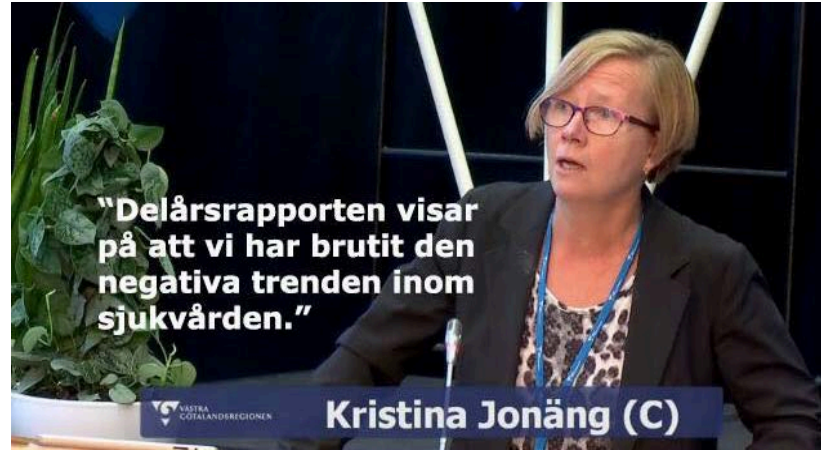 “Delårsrapporten visar
på att vi har brutit den
negativa trenden inom
sjukvården.”
VÄSTRA
GÖTALANDSREGIONEN
Kristina Jonäng (C)